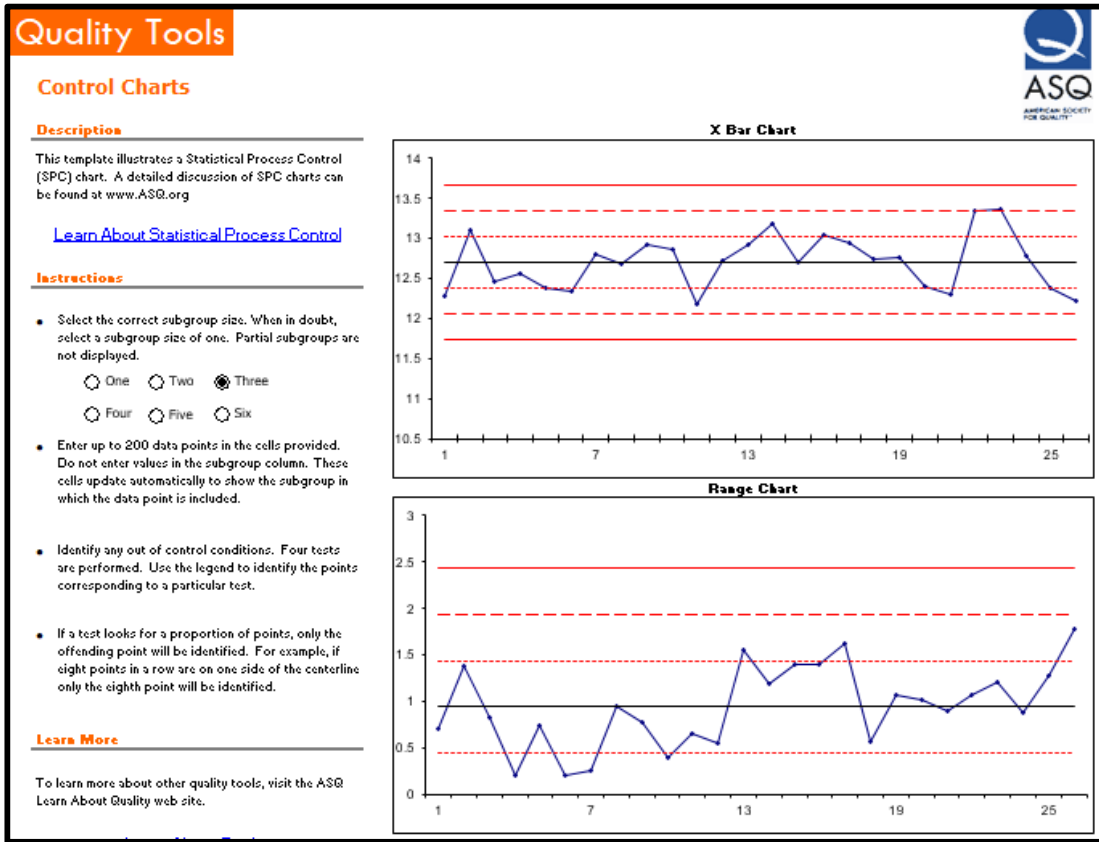 Quality Tools
ASQ
AMERICAN SOCIETY
FOR QUALITY™
Control Charts
Description
This template illustrates a Statistical Process Control
(SPC) chart. A detailed discussion of SPC charts can
be found at www.ASQ.org
Learn About Statistical Process Control
Instructions
Select the correct subgroup size. When in doubt,
select a subgroup size of one. Partial subgroups are
not displayed.
One Two Three
Four Five Six
Enter up to 200 data points in the cells provided.
Do not enter values in the subgroup column. These
cells update automatically to show the subgroup in
which the data point is included.
Identify any out of control conditions. Four tests
are performed. Use the legend to identify the points
corresponding to a particular test.
If a test looks for a proportion of points, only the
offending point will be identified. For example, if
eight points in a row are on one side of the centerline
only the eighth point will be identified.
Learn More
To learn more about other quality tools, visit the ASQ
Learn About Quality web site.
X Bar Chart
14
13.5
13
12.5
12
11.5
11
10.5
1 7 13 19 25
Range Chart
3
2.5
2
1.5
1
0.5
0
1 7 13 19 25